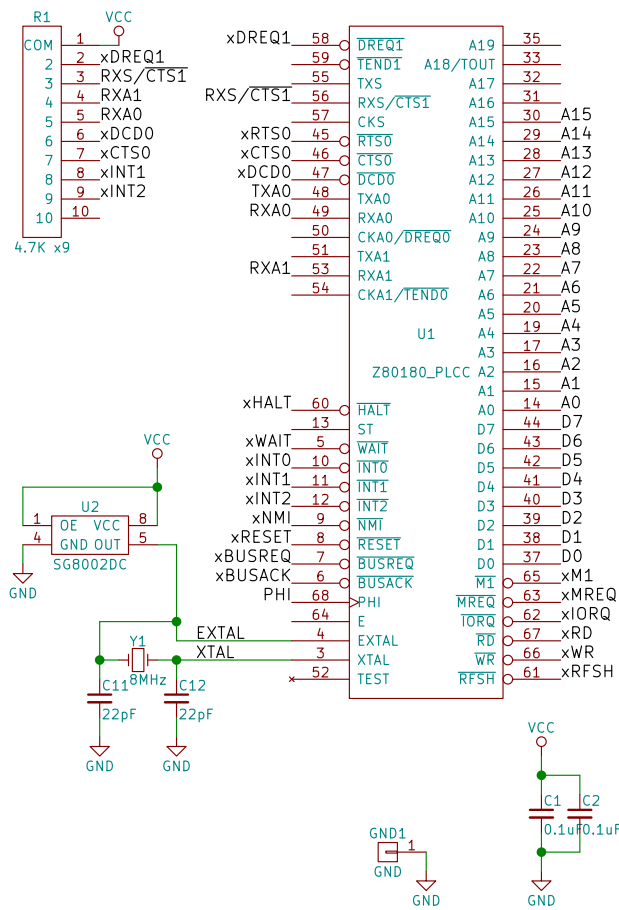 R1
VCC
COM 1
2 2 xDREQ1
3 3 RXS/CTS1
4 4 RXA1
5 5 RXA0
6 6 xDCD0
7 7 xCTS0
8 8 xINT1
9 9 xINT2
10 10
4.7K x9
xDREQ1 58 DREQ1 A19 35
59 TEND1 A18/TOUT 33
55 TXS A17 32
RXS/CTS1 56 RXS/CTS1 A16 31
57 CKS A15 30 A15
xRTS0 45 RTS0 A14 29 A14
xCTS0 46 CTS0 A13 28 A13
xDCD0 47 DCD0 A12 27 A12
TXA0 48 TXA0 A11 26 A11
RXA0 49 RXA0 A10 25 A10
50 CKA0/DREQ0 A9 24 A9
51 TXA1 A8 23 A8
RXA1 53 RXA1 A7 22 A7
54 CKA1/TEND0 A6 21 A6
A5 20 A5
U1 A4 19 A4
A3 17 A3
Z80180_PLCC A2 16 A2
A1 15 A1
xHALT 60 HALT A0 14 A0
13 ST D7 44 D7
xWAIT 5 WAIT D6 43 D6
xINT0 10 INT0 D5 42 D5
xINT1 11 INT1 D4 41 D4
xINT2 12 INT2 D3 40 D3
xNMI 9 NMI D2 39 D2
xRESET 8 RESET D1 38 D1
xBUSREQ 7 BUSREQ D0 37 D0
xBUSACK 6 BUSACK M1 65 xM1
PHI 68 PHI MREQ 63 xMREQ
64 E IORQ 62 xIORQ
EXTAL 4 EXTAL RD 67 xRD
XTAL 3 XTAL WR 66 xWR
52 TEST RFSH 61 xRFSH
VCC
U2
1 OE VCC 8
4 GND OUT 5
SG8002DC
GND
Y1
8MHz
C11
22pF
C12
22pF
GND
GND
VCC
C1
0.1uF
C2
0.1uF
GND
GND1
1
GND
GND